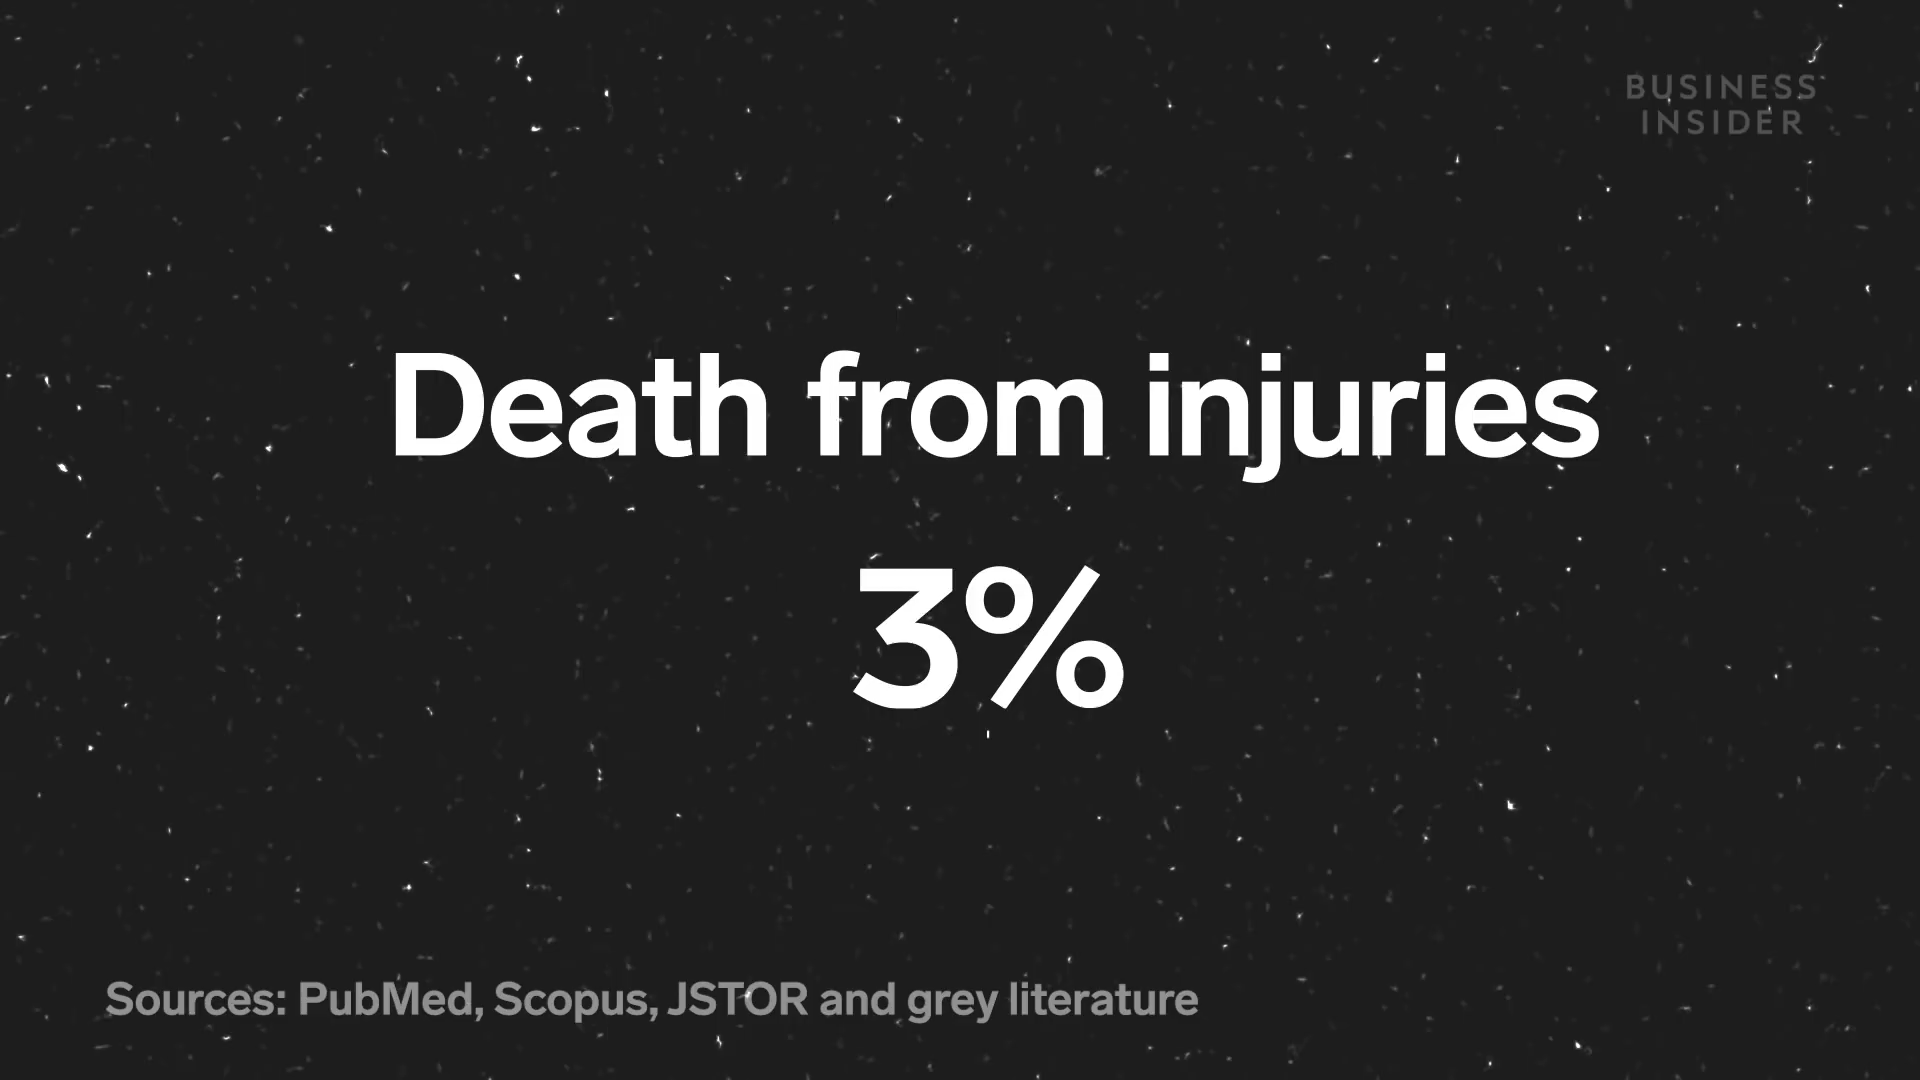 BUSINESS
INSIDER
Death from injuries
3%
Sources: PubMed, Scopus, JSTOR and grey literature